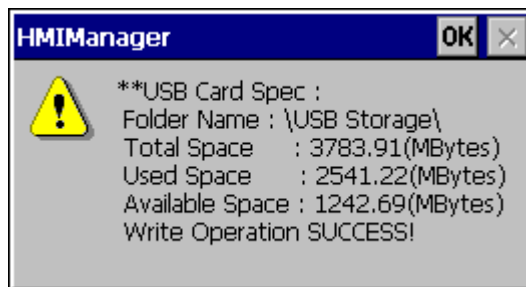 HMIManager OK
**USB Card Spec :
Folder Name : \USB Storage\
Total Space : 3783.91(MBytes)
Used Space : 2541.22(MBytes)
Available Space : 1242.69(MBytes)
Write Operation SUCCESS!